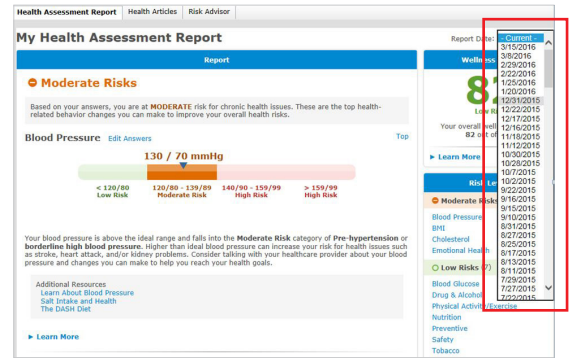 Health Assessment Report
Health Articles
Risk Advisor
My Health Assessment Report
Report Date:
- Current -
3/15/2016
3/8/2016
2/29/2016
2/22/2016
1/25/2016
1/20/2016
12/31/2015
12/22/2015
12/17/2015
12/16/2015
11/18/2015
11/12/2015
10/30/2015
10/28/2015
10/7/2015
10/2/2015
9/22/2015
9/16/2015
9/15/2015
9/10/2015
8/31/2015
8/27/2015
8/25/2015
8/17/2015
8/13/2015
8/11/2015
7/29/2015
7/27/2015
7/22/2015
Report
Moderate Risks
Based on your answers, you are at MODERATE risk for chronic health issues. These are the top health-
related behavior changes you can make to improve your overall health risks.
Blood Pressure Edit Answers
Top
130 / 70 mmHg
< 120/80
Low Risk
120/80 - 139/89
Moderate Risk
140/90 - 159/99
High Risk
> 159/99
High Risk
Your blood pressure is above the ideal range and falls into the Moderate Risk category of Pre-hypertension or
borderline high blood pressure. Higher than ideal blood pressure can increase your risk for health issues such
as stroke, heart attack, and/or kidney problems. Consider talking with your healthcare provider about your blood
pressure and changes you can make to help you reach your health goals.
Additional Resources
Learn About Blood Pressure
Salt Intake and Health
The DASH Diet
Learn More
Wellness
Low
Your overall
82
Learn More
Moderate Risks
Blood Pressure
BMI
Cholesterol
Emotional Health
Low Risks (7)
Blood Glucose
Drug & Alcohol
Physical Activity/Exercise
Nutrition
Preventive
Safety
Tobacco